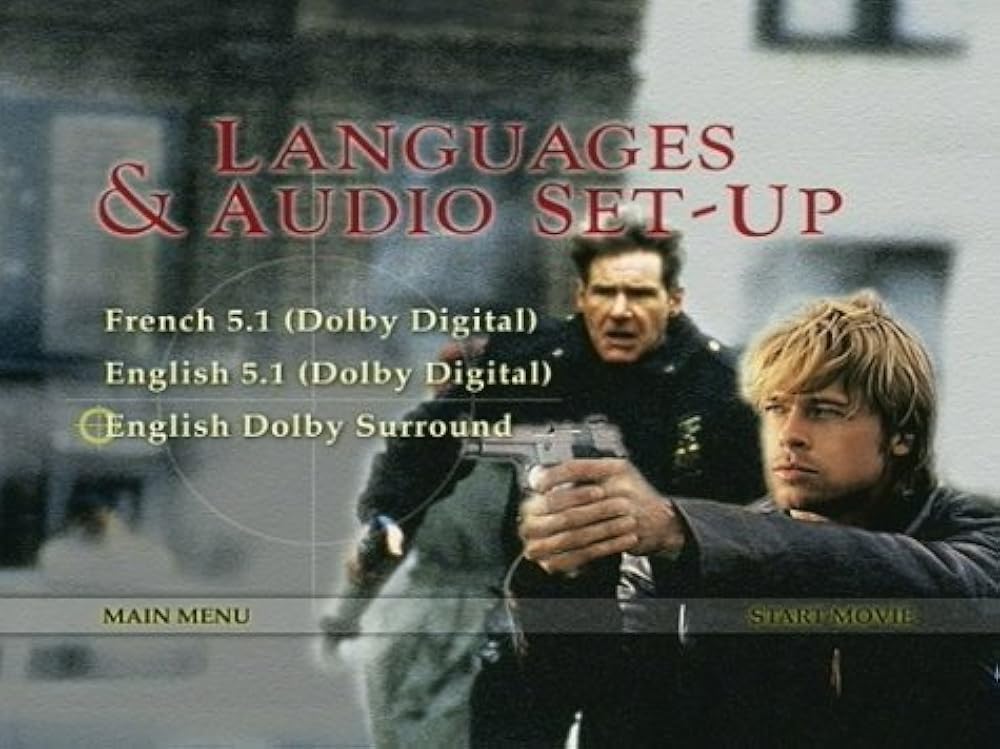 LANGUAGES
& AUDIO SET-UP
French 5.1 (Dolby Digital)
English 5.1 (Dolby Digital)
English Dolby Surround
MAIN MENU
START MOVIE